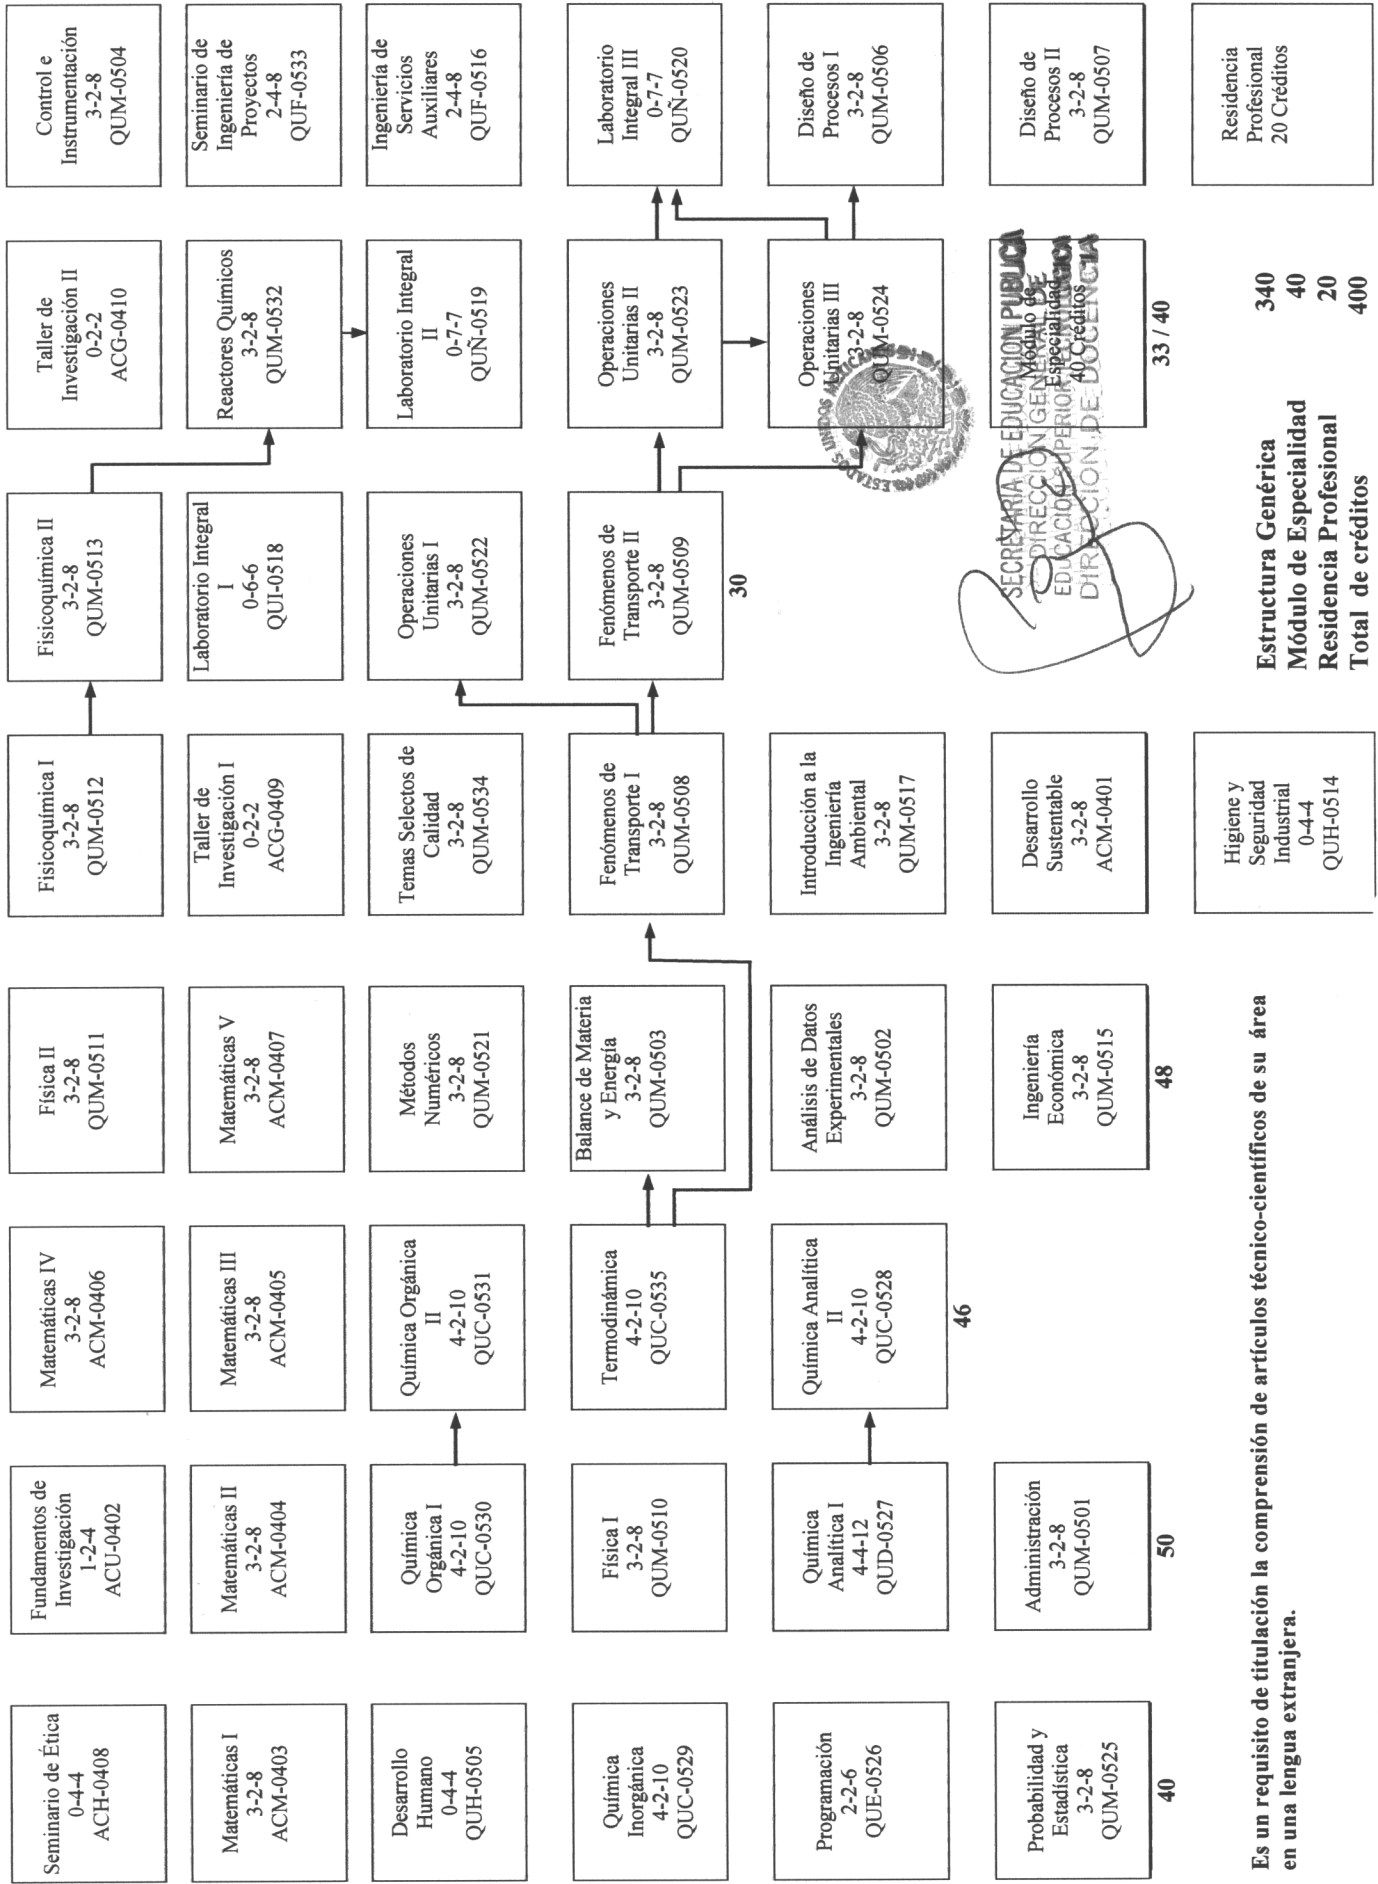 Seminario de Ética
0-4-4
ACH-0408
Fundamentos de
Investigación
1-2-4
ACU-0402
Matemáticas IV
3-2-8
ACM-0406
Física II
3-2-8
QUM-0511
Fisicoquímica I
3-2-8
QUM-0512
Fisicoquímica II
3-2-8
QUM-0513
Taller de
Investigación II
0-2-2
ACG-0410
Control e
Instrumentación
3-2-8
QUM-0504
Matemáticas I
3-2-8
ACM-0403
Matemáticas II
3-2-8
ACM-0404
Matemáticas III
3-2-8
ACM-0405
Matemáticas V
3-2-8
ACM-0407
Taller de
Investigación I
0-2-2
ACG-0409
Laboratorio Integral
I
0-6-6
QUI-0518
Reactores Químicos
3-2-8
QUM-0532
Seminario de
Ingeniería de
Proyectos
2-4-8
QUF-0533
Desarrollo
Humano
0-4-4
QUH-0505
Química
Orgánica I
4-2-10
QUC-0530
Química Orgánica
II
4-2-10
QUC-0531
Métodos
Numéricos
3-2-8
QUM-0521
Temas Selectos de
Calidad
3-2-8
QUM-0534
Operaciones
Unitarias I
3-2-8
QUM-0522
Laboratorio Integral
II
0-7-7
QUÑ-0519
Ingeniería de
Servicios
Auxiliares
2-4-8
QUF-0516
Química
Inorgánica
4-2-10
QUC-0529
Física I
3-2-8
QUM-0510
Termodinámica
4-2-10
QUC-0535
Balance de Materia
y Energía
3-2-8
QUM-0503
Fenómenos de
Transporte I
3-2-8
QUM-0508
Fenómenos de
Transporte II
3-2-8
QUM-0509
Operaciones
Unitarias II
3-2-8
QUM-0523
Laboratorio
Integral III
0-7-7
QUÑ-0520
Programación
2-2-6
QUE-0526
Química
Analítica I
4-4-12
QUD-0527
Química Analítica
II
4-2-10
QUC-0528
Análisis de Datos
Experimentales
3-2-8
QUM-0502
Introducción a la
Ingeniería
Ambiental
3-2-8
QUM-0517
30
Operaciones
Unitarias III
3-2-8
QUM-0524
Diseño de
Procesos I
3-2-8
QUM-0506
ESTADOS UNIDOS MEXICANOS
Probabilidad y
Estadística
3-2-8
QUM-0525
Administración
3-2-8
QUM-0501
46
Ingeniería
Económica
3-2-8
QUM-0515
Desarrollo
Sustentable
3-2-8
ACM-0401
SECRETARIA DE EDUCACION PUBLICA
DIRECCION GENERAL DE
EDUCACION SUPERIOR TECNOLOGICA
DIRECCION DE DOCENCIA
Módulo de
Especialidad
40 Créditos
Diseño de
Procesos II
3-2-8
QUM-0507
40
50
48
33 / 40
Higiene y
Seguridad
Industrial
0-4-4
QUH-0514
Residencia
Profesional
20 Créditos
Es un requisito de titulación la comprensión de artículos técnico-científicos de su área
en una lengua extranjera.
Estructura Genérica 340
Módulo de Especialidad 40
Residencia Profesional 20
Total de créditos 400